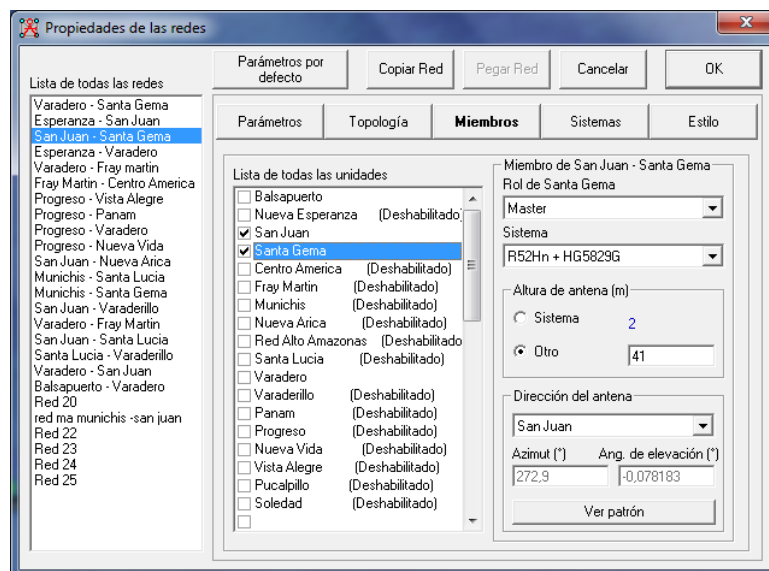 Propiedades de las redes
Parámetros por defecto
Copiar Red
Pegar Red
Cancelar
OK
Lista de todas las redes
Varadero - Santa Gema
Esperanza - San Juan
San Juan - Santa Gema
Esperanza - Varadero
Varadero - Fray martin
Fray Martin - Centro America
Progreso - Vista Alegre
Progreso - Panam
Progreso - Varadero
Progreso - Nueva Vida
San Juan - Nueva Arica
Munichis - Santa Lucia
Munichis - Santa Gema
San Juan - Varaderillo
Varadero - Fray Martin
San Juan - Santa Lucia
Santa Lucia - Varaderillo
Varadero - San Juan
Balsapuerto - Varadero
Red 20
red ma munichis -san juan
Red 22
Red 23
Red 24
Red 25
Parámetros
Topología
Miembros
Sistemas
Estilo
Lista de todas las unidades
Balsapuerto
Nueva Esperanza (Deshabilitado)
San Juan
Santa Gema
Centro America (Deshabilitado)
Fray Martin (Deshabilitado)
Munichis (Deshabilitado)
Nueva Arica (Deshabilitado)
Red Alto Amazonas (Deshabilitado
Santa Lucia (Deshabilitado)
Varadero
Varaderillo (Deshabilitado)
Panam (Deshabilitado)
Progreso (Deshabilitado)
Nueva Vida (Deshabilitado)
Vista Alegre (Deshabilitado)
Pucalpillo (Deshabilitado)
Soledad (Deshabilitado)
Miembro de San Juan - Santa Gema
Rol de Santa Gema
Master
Sistema
R52Hn + HG5829G
Altura de antena (m)
Sistema 2
Otro 41
Dirección del antena
San Juan
Azimut (°) Ang. de elevación (°)
272,9 -0,078183
Ver patrón